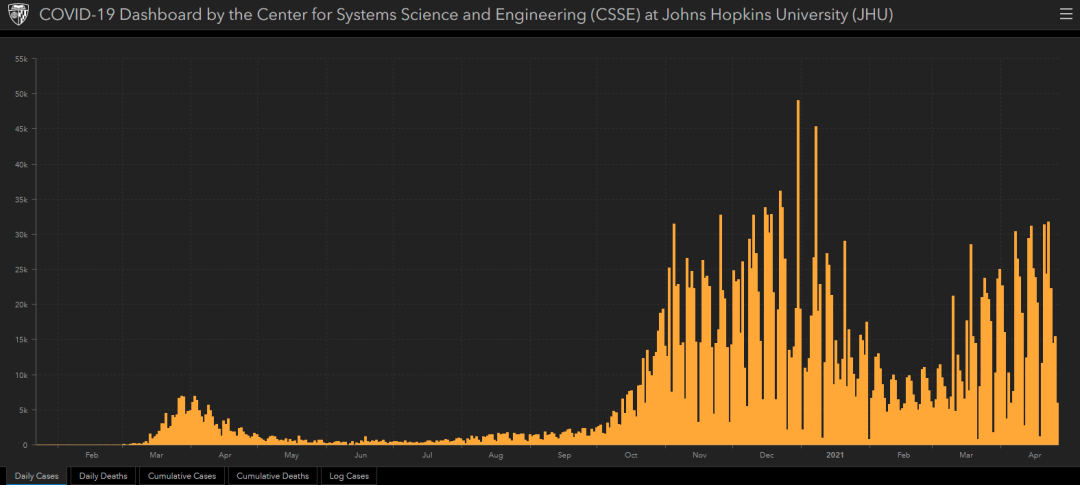 COVID-19 Dashboard by the Center for Systems Science and Engineering (CSSE) at Johns Hopkins University (JHU)
55k
50k
45k
40k
35k
30k
25k
20k
15k
10k
5k
0
Feb Mar Apr May Jun Jul Aug Sep Oct Nov Dec 2021 Feb Mar Apr
Daily Cases Daily Deaths Cumulative Cases Cumulative Deaths Log Cases